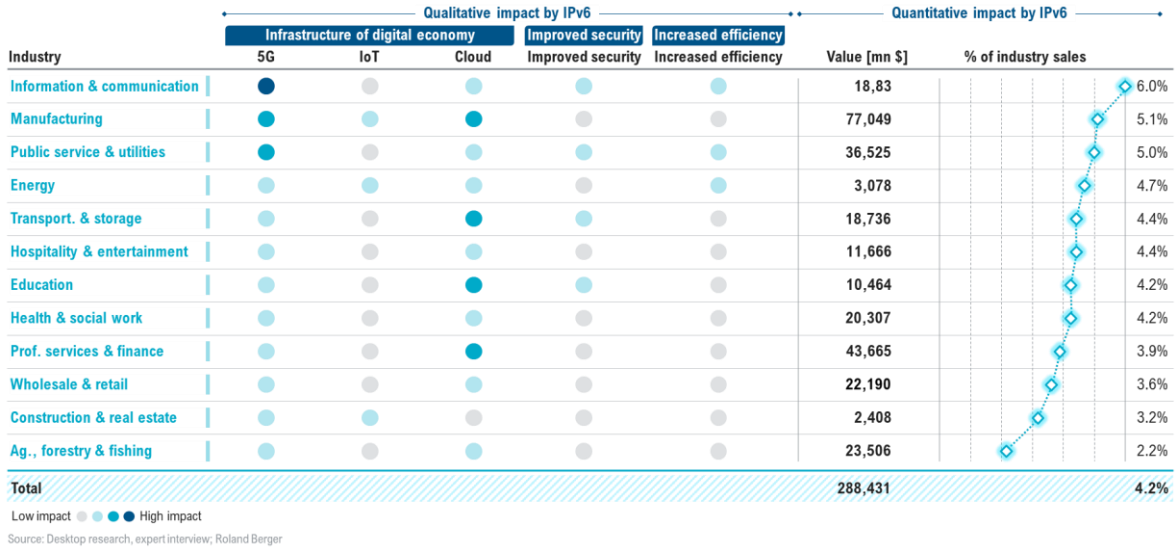 Qualitative impact by IPv6 Quantitative impact by IPv6
Infrastructure of digital economy Improved security Increased efficiency
Industry 5G IoT Cloud Improved security Increased efficiency Value [mn $] % of industry sales
Information & communication 18,83 6.0%
Manufacturing 77,049 5.1%
Public service & utilities 36,525 5.0%
Energy 3,078 4.7%
Transport. & storage 18,736 4.4%
Hospitality & entertainment 11,666 4.4%
Education 10,464 4.2%
Health & social work 20,307 4.2%
Prof. services & finance 43,665 3.9%
Wholesale & retail 22,190 3.6%
Construction & real estate 2,408 3.2%
Ag., forestry & fishing 23,506 2.2%
Total 288,431 4.2%
Low impact High impact
Source: Desktop research, expert interview; Roland Berger